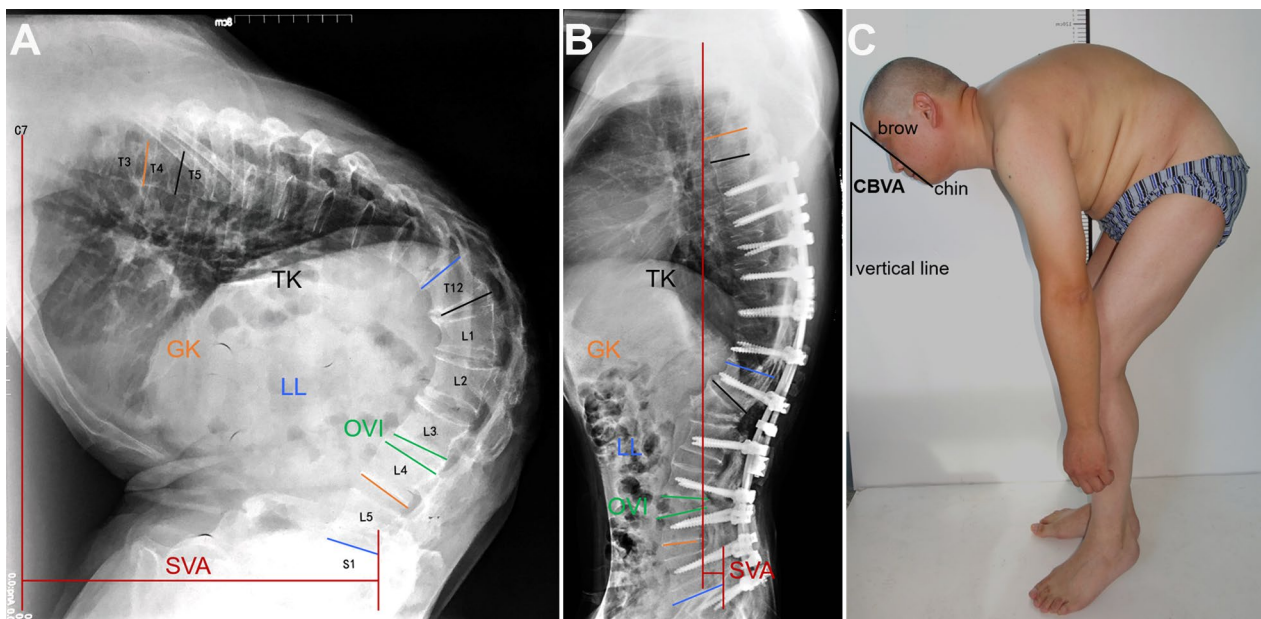 A
C7
T3
T4
T5
TK
T12
L1
GK
L2
LL
OVI
L3
L4
L5
SVA
S1
B
TK
GK
LL
OVI
SVA
C
brow
CBVA
chin
vertical line